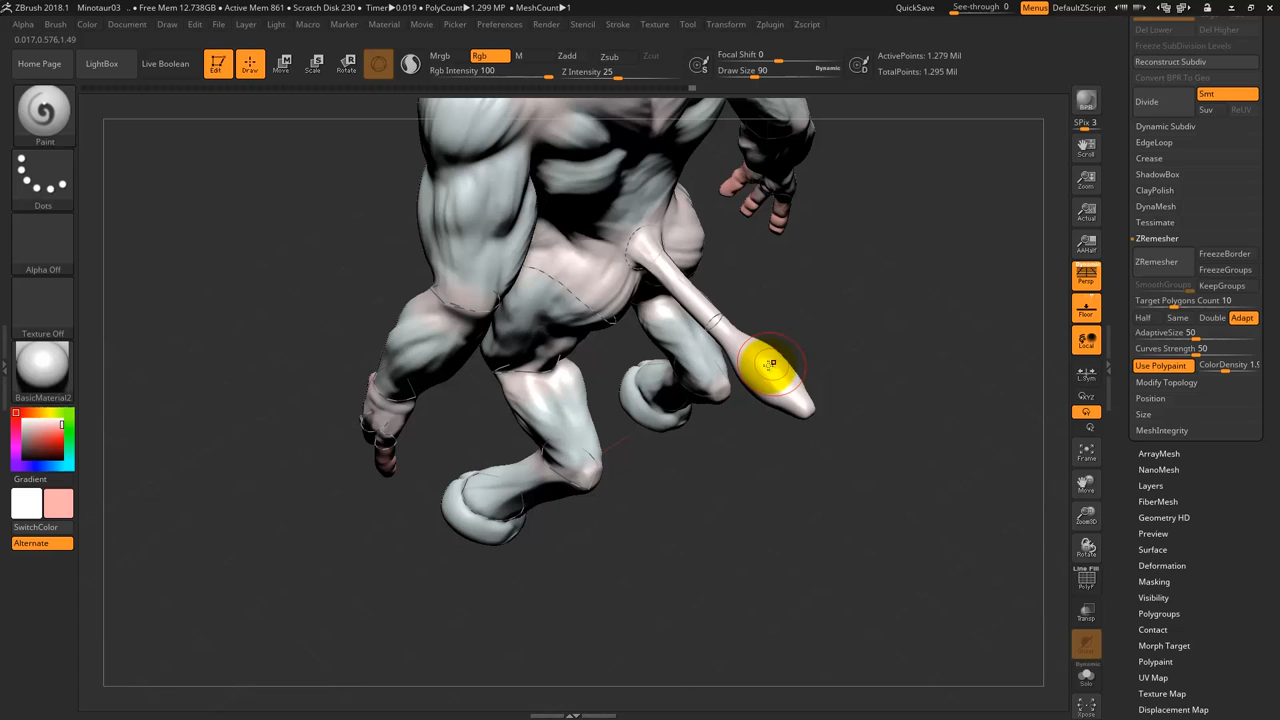 ZBrush 2018.1 Minotaur03 • Free Mem 12.738GB • Active Mem 861 • Scratch Disk 230 • Timer▶0.019 • PolyCount▶1.299 MP • MeshCount▶1
QuickSave See-through 0 Menus DefaultZScript
Alpha Brush Color Document Draw Edit File Layer Light Macro Marker Material Movie Picker Preferences Render Stencil Stroke Texture Tool Transform Zplugin Zscript
0.017,0.576,1.49
Home Page LightBox Live Boolean
Edit Draw Move Scale Rotate
Mrgb Rgb M
Rgb Intensity 100
Zadd Zsub Zcut
Z Intensity 25
Focal Shift 0
Draw Size 90 Dynamic
ActivePoints: 1.279 Mil
TotalPoints: 1.295 Mil
Paint
Dots
Alpha Off
Texture Off
BasicMaterial2
Gradient
SwitchColor
Alternate
BPR
SPix 3
Scroll
Zoom
Actual
AAHalf
Dynamic
Persp
Floor
Local
L.Sym
Frame
Move
Zoom3D
Rotate
Line Fill
PolyF
Transp
Dynamic
Solo
Xpose
Del Lower Del Higher
Freeze SubDivision Levels
Reconstruct Subdiv
Convert BPR To Geo
Divide Smt
Suv ReUV
Dynamic Subdiv
EdgeLoop
Crease
ShadowBox
ClayPolish
DynaMesh
Tessimate
ZRemesher
ZRemesher FreezeBorder
FreezeGroups
SmoothGroups KeepGroups
Target Polygons Count 10
Half Same Double Adapt
AdaptiveSize 50
Curves Strength 50
Use Polypaint ColorDensity 1.9
Modify Topology
Position
Size
MeshIntegrity
ArrayMesh
NanoMesh
Layers
FiberMesh
Geometry HD
Preview
Surface
Deformation
Masking
Visibility
Polygroups
Contact
Morph Target
Polypaint
UV Map
Texture Map
Displacement Map